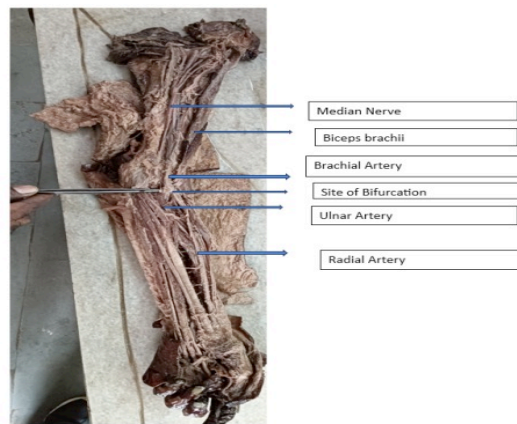 Median Nerve
Biceps brachii
Brachial Artery
Site of Bifurcation
Ulnar Artery
Radial Artery